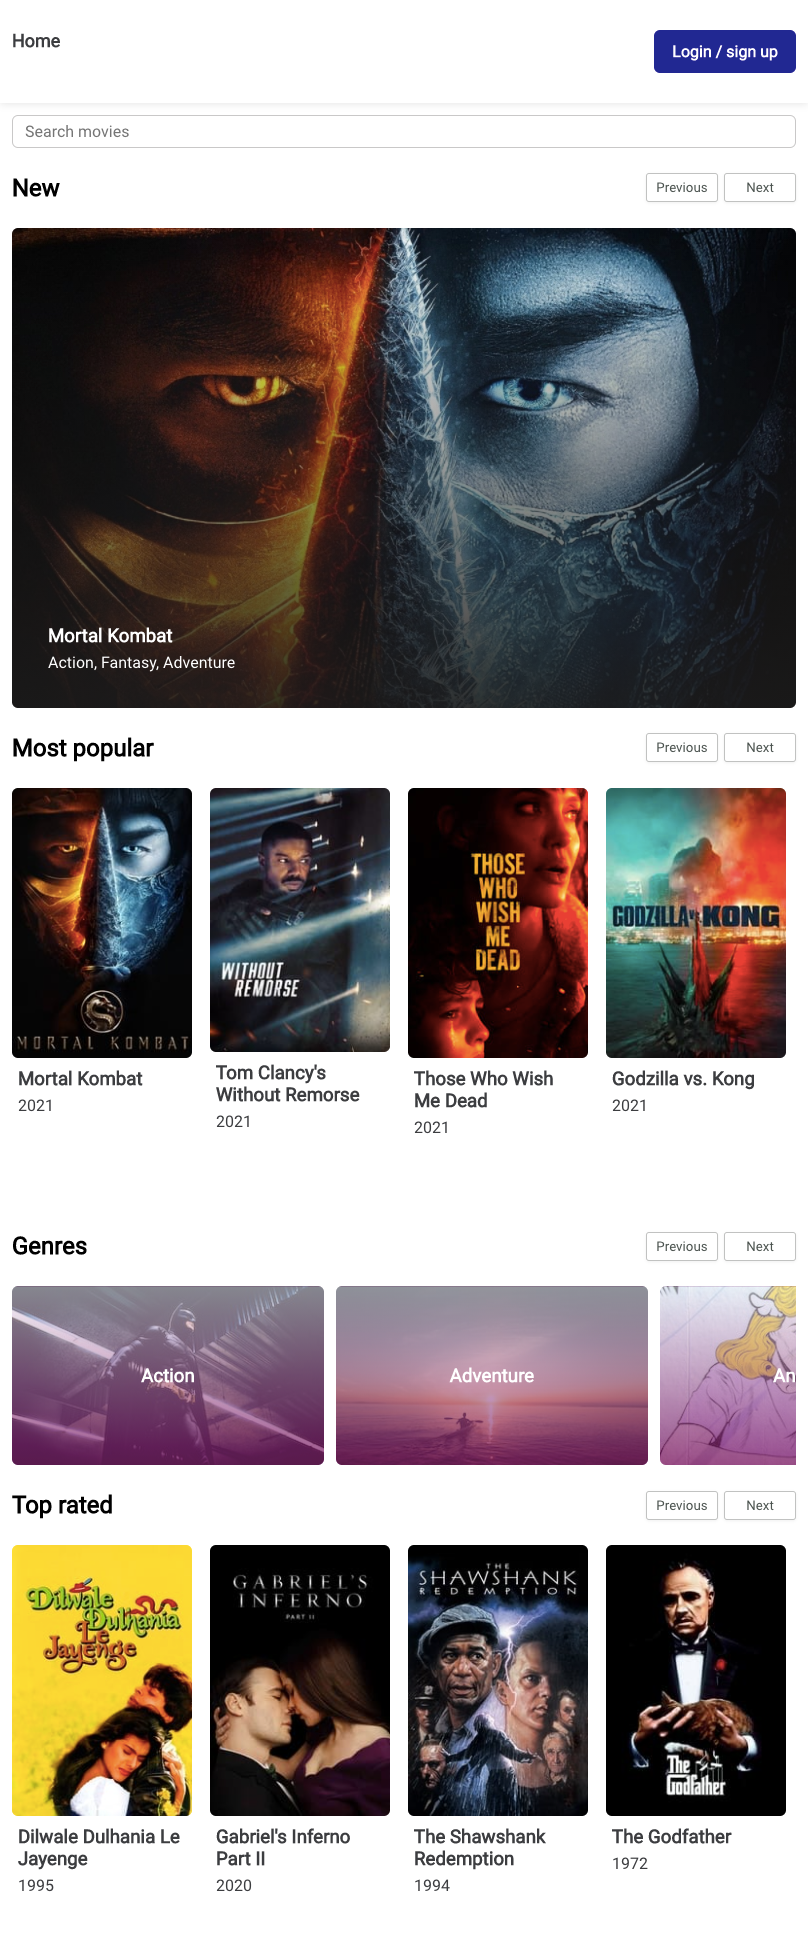 Home
Login / sign up
Search movies
New
Previous
Next
Mortal Kombat
Action, Fantasy, Adventure
Most popular
Previous
Next
MORTAL KOMBAT
WITHOUT
REMORSE
THOSE
WHO
WISH
ME
DEAD
GODZILLA vs. KONG
Mortal Kombat
2021
Tom Clancy's
Without Remorse
2021
Those Who Wish
Me Dead
2021
Godzilla vs. Kong
2021
Genres
Previous
Next
Action
Adventure
An
Top rated
Previous
Next
Dilwale
Dulhania
Le
Jayenge
GABRIEL'S
INFERNO
PART II
THE
SHAWSHANK
REDEMPTION
The
Godfather
Dilwale Dulhania Le
Jayenge
1995
Gabriel's Inferno
Part II
2020
The Shawshank
Redemption
1994
The Godfather
1972